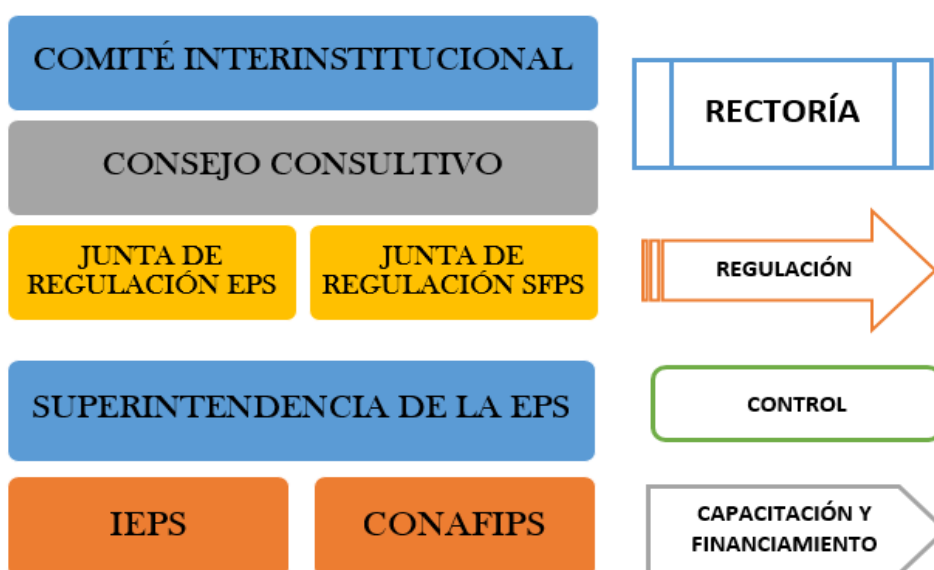 COMITÉ INTERINSTITUCIONAL
RECTORÍA
CONSEJO CONSULTIVO
JUNTA DE
REGULACIÓN EPS
JUNTA DE
REGULACIÓN SFPS
REGULACIÓN
SUPERINTENDENCIA DE LA EPS
CONTROL
IEPS
CONAFIPS
CAPACITACIÓN Y
FINANCIAMIENTO